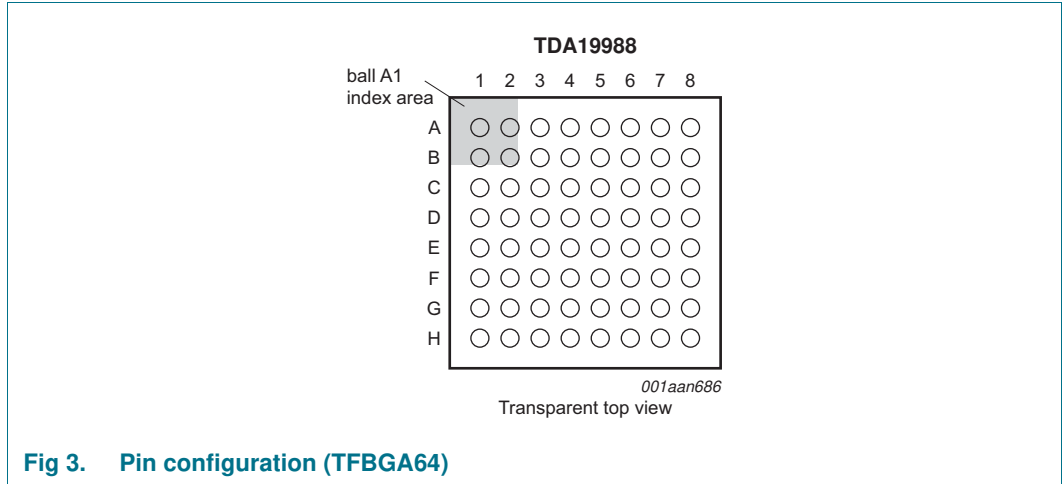 TDA19988
ball A1
index area
1 2 3 4 5 6 7 8
A
B
C
D
E
F
G
H
001aan686
Transparent top view
Fig 3. Pin configuration (TFBGA64)